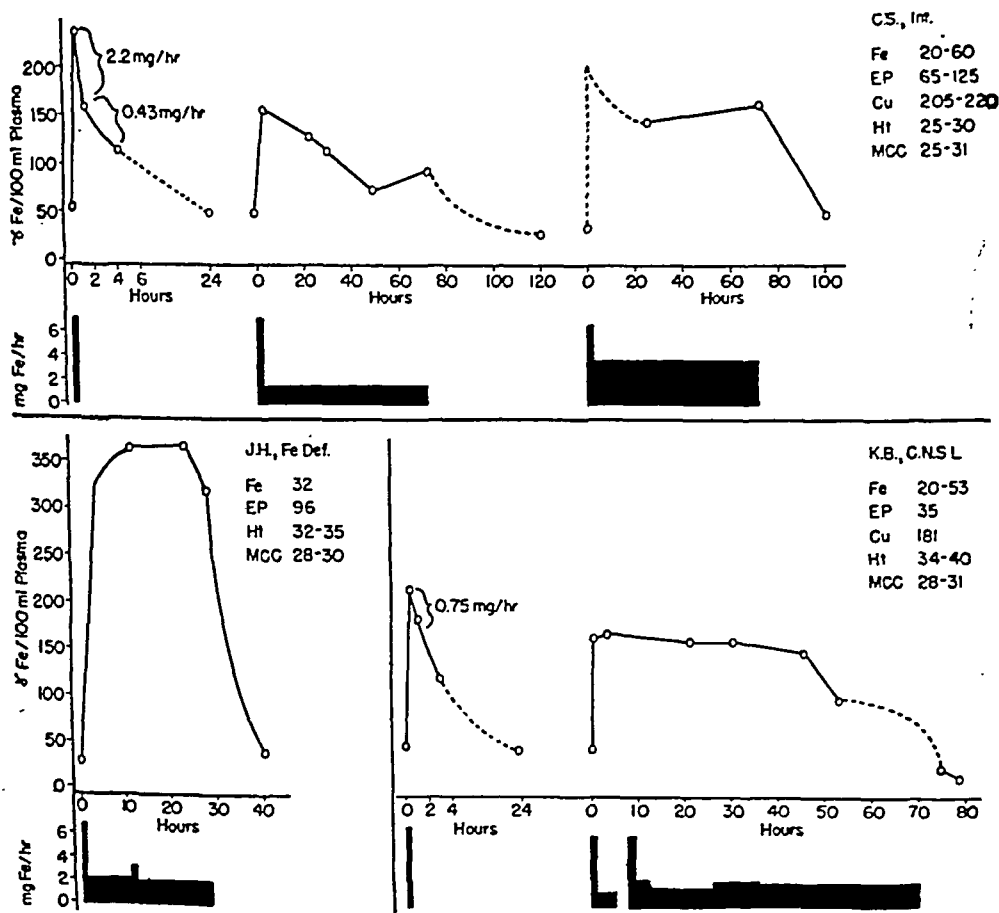 C.S., Inf.
Fe 20-60
EP 65-125
Cu 205-220
Ht 25-30
MCC 25-31
2.2 mg/hr
0.43 mg/hr
γ Fe/100 ml Plasma
200
150
100
50
0
0 2 4 6 24
Hours
0 20 40 60 80 100 120
Hours
0 20 40 60 80 100
Hours
mg Fe/hr
6
4
2
0
J.H., Fe Def.
Fe 32
EP 96
Ht 32-35
MCC 28-30
γ Fe/100 ml Plasma
350
300
250
200
150
100
50
0
0 10 20 30 40
Hours
K.B., C.N.S.L.
Fe 20-53
EP 35
Cu 181
Ht 34-40
MCC 28-31
0.75 mg/hr
0 2 4 24
Hours
0 10 20 30 40 50 60 70 80
Hours
mg Fe/hr
6
4
2
0